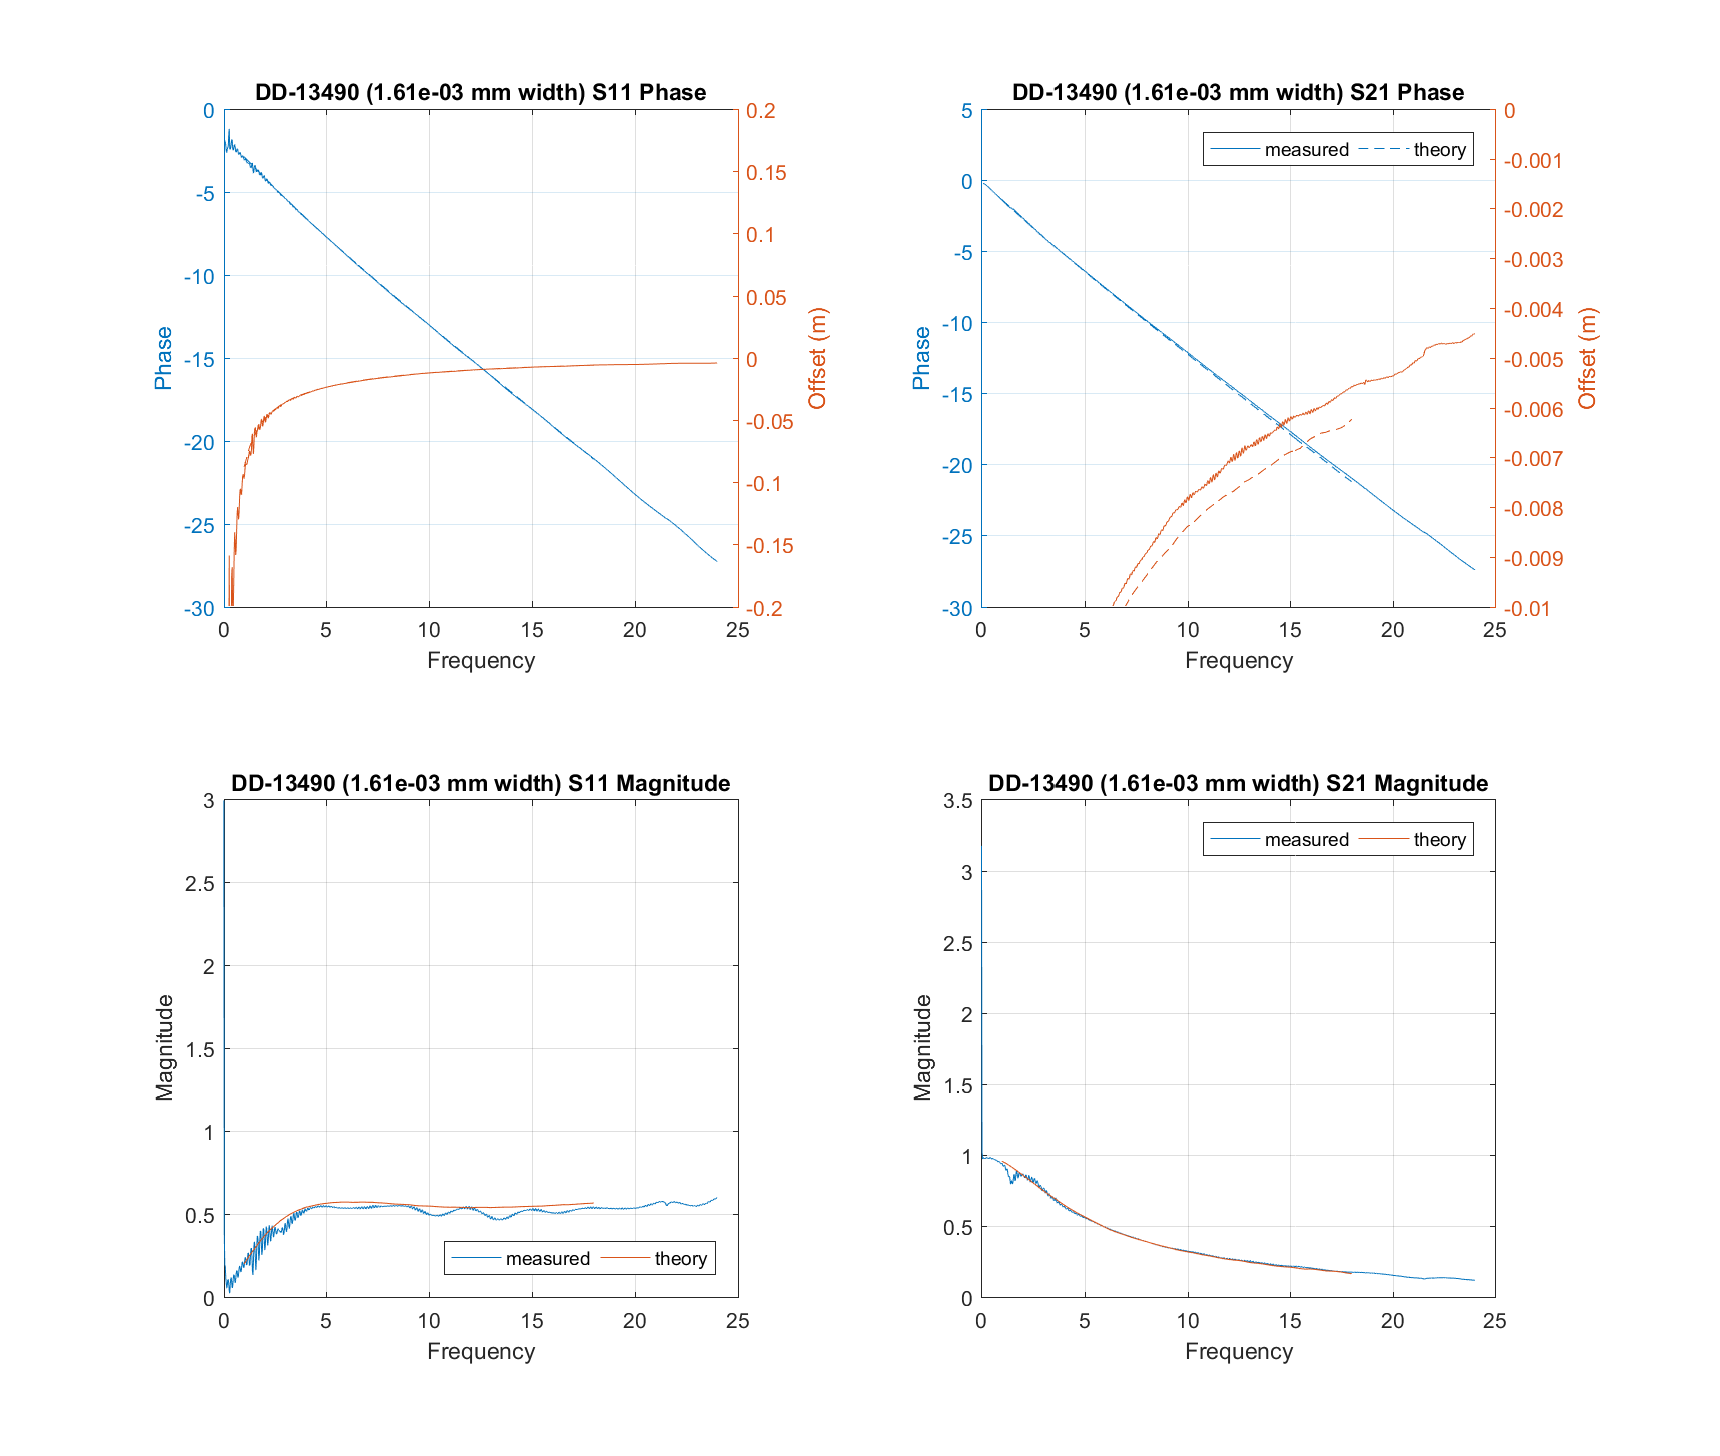 DD-13490 (1.61e-03 mm width) S11 Phase
0
-5
-10
-15
-20
-25
-30
Phase
0.2
0.15
0.1
0.05
0
-0.05
-0.1
-0.15
-0.2
Offset (m)
0 5 10 15 20 25
Frequency
DD-13490 (1.61e-03 mm width) S21 Phase
measured theory
5
0
-5
-10
-15
-20
-25
-30
Phase
0
-0.001
-0.002
-0.003
-0.004
-0.005
-0.006
-0.007
-0.008
-0.009
-0.01
Offset (m)
0 5 10 15 20 25
Frequency
DD-13490 (1.61e-03 mm width) S11 Magnitude
3
2.5
2
1.5
1
0.5
0
Magnitude
measured theory
0 5 10 15 20 25
Frequency
DD-13490 (1.61e-03 mm width) S21 Magnitude
measured theory
3.5
3
2.5
2
1.5
1
0.5
0
Magnitude
0 5 10 15 20 25
Frequency